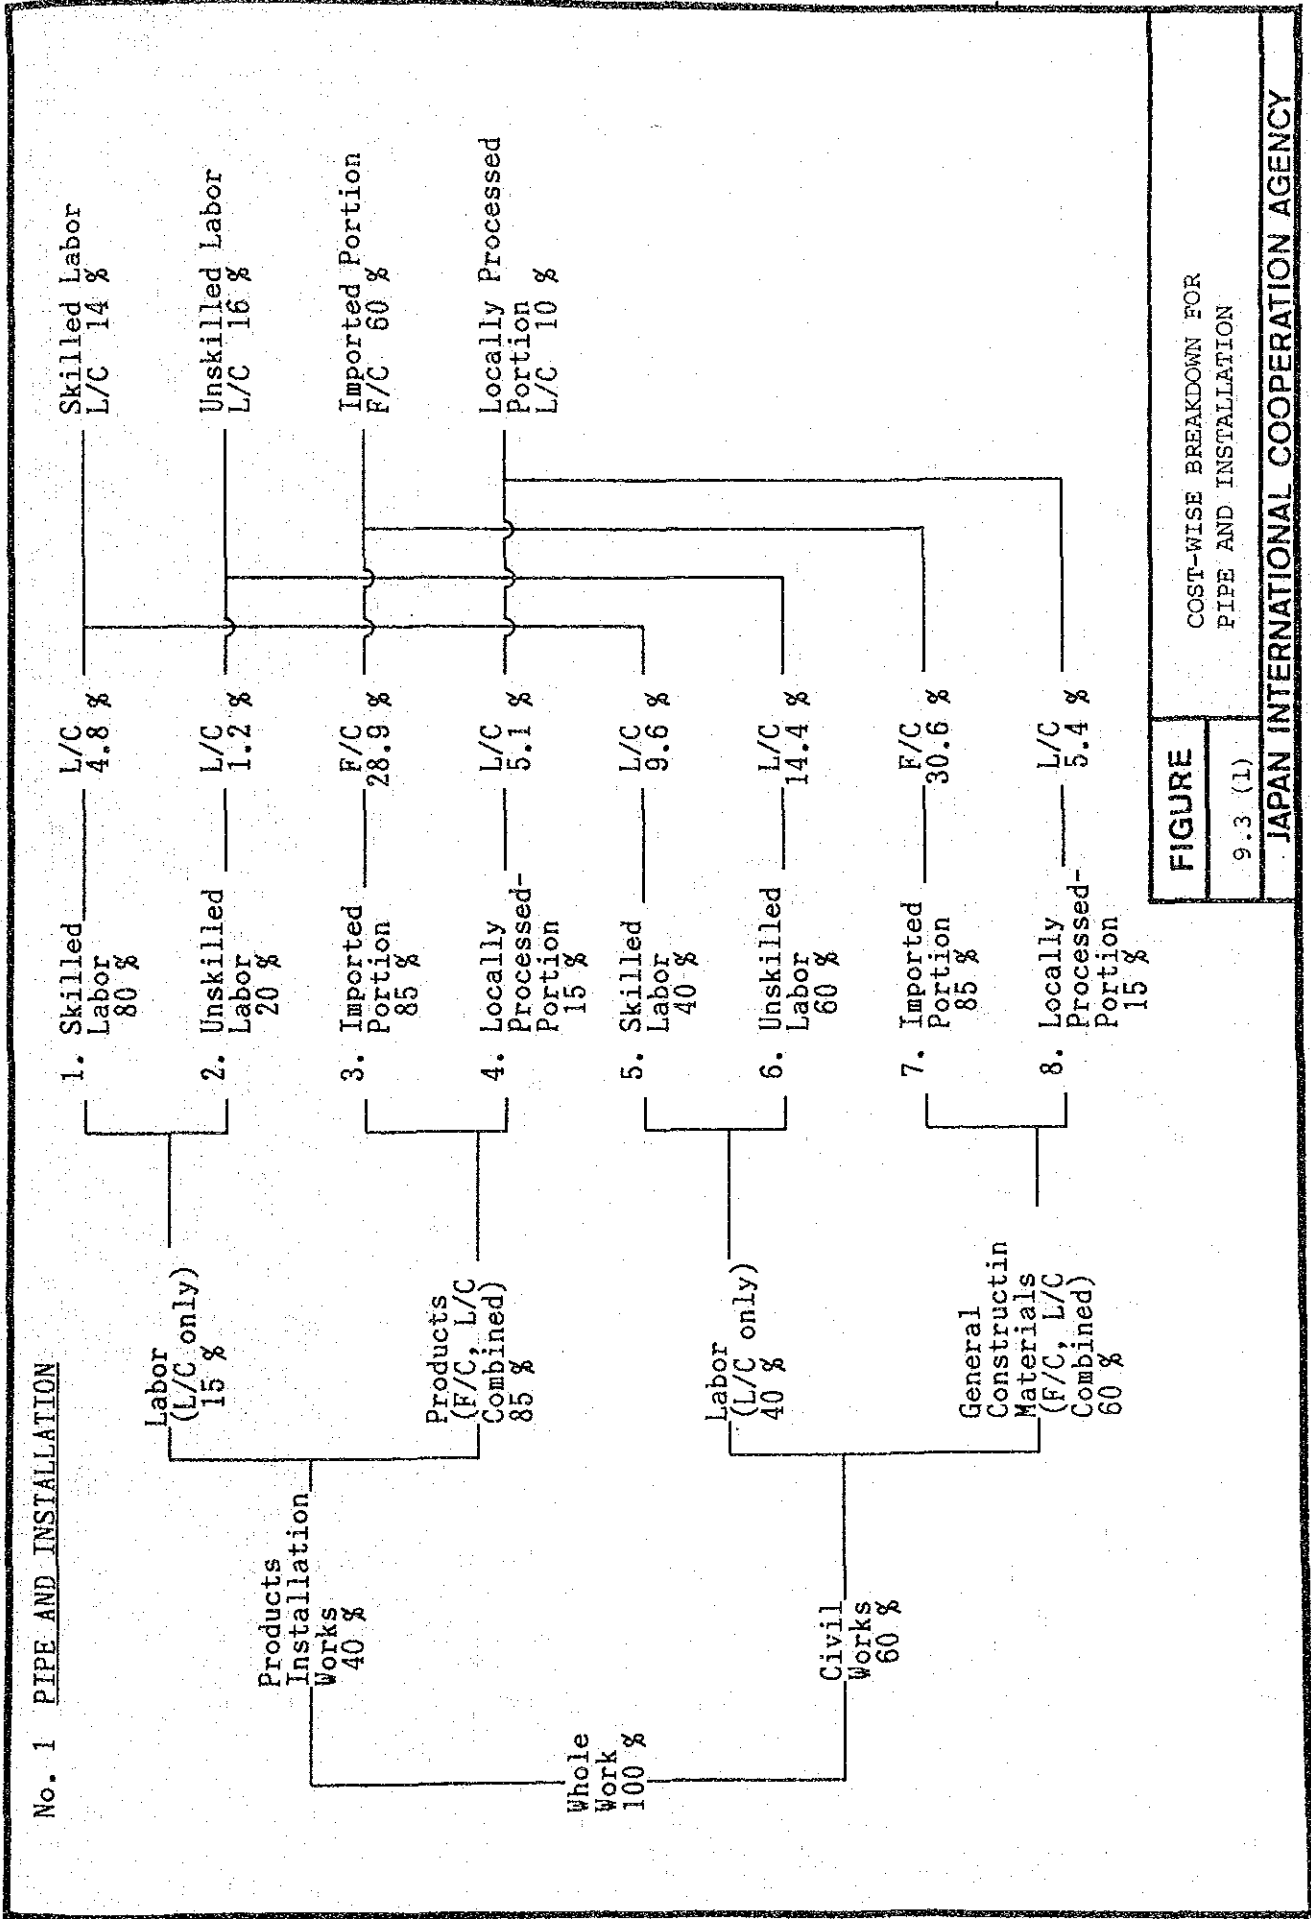 No. 1 PIPE AND INSTALLATION
Whole
Work
100 %
Products
Installation
Works
40 %
Civil
Works
60 %
Labor
(L/C only)
15 %
Products
(F/C, L/C
Combined)
85 %
Labor
(L/C only)
40 %
General
Constructin
Materials
(F/C, L/C
Combined)
60 %
1. Skilled
Labor
80 %
2. Unskilled
Labor
20 %
3. Imported
Portion
85 %
4. Locally
Processed-
Portion
15 %
5. Skilled
Labor
40 %
6. Unskilled
Labor
60 %
7. Imported
Portion
85 %
8. Locally
Processed-
Portion
15 %
L/C
4.8 %
L/C
1.2 %
F/C
28.9 %
L/C
5.1 %
L/C
9.6 %
L/C
14.4 %
F/C
30.6 %
L/C
5.4 %
Skilled Labor
L/C 14 %
Unskilled Labor
L/C 16 %
Imported Portion
F/C 60 %
Locally Processed
Portion
L/C 10 %
FIGURE
9.3 (1)
COST-WISE BREAKDOWN FOR
PIPE AND INSTALLATION
JAPAN INTERNATIONAL COOPERATION AGENCY